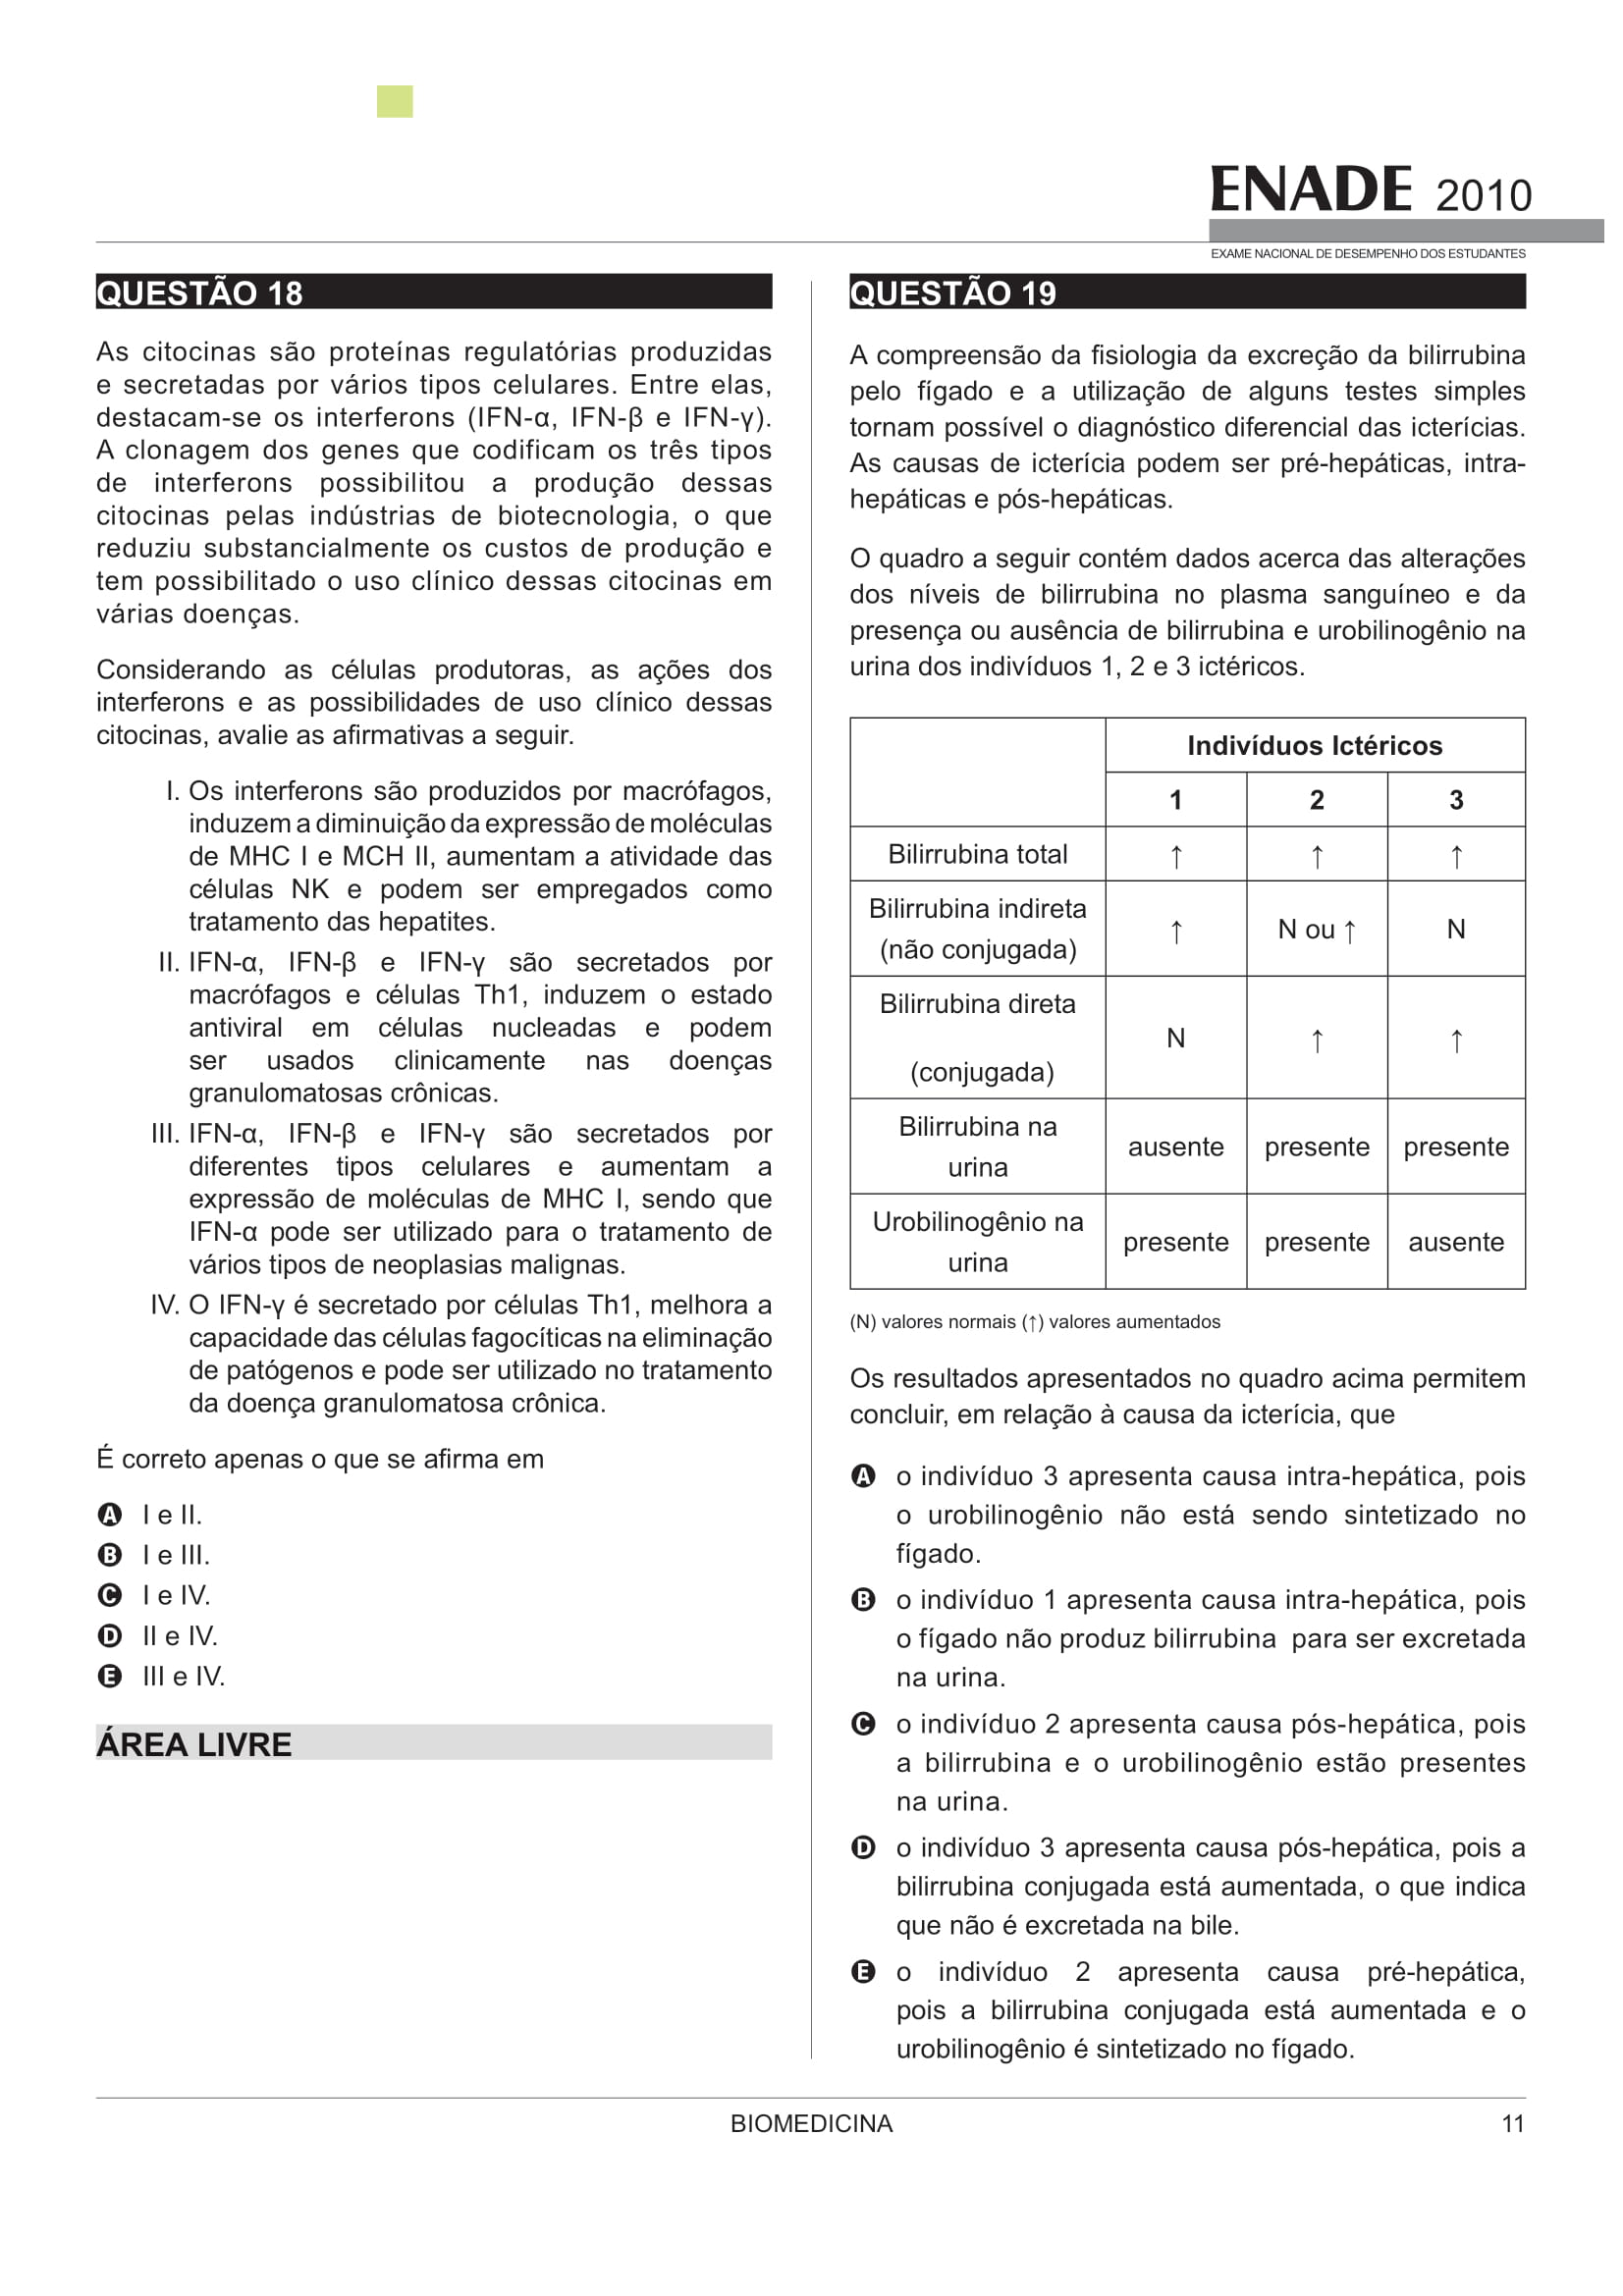 ENADE 2010
EXAME NACIONAL DE DESEMPENHO DOS ESTUDANTES
QUESTÃO 18
As citocinas são proteínas regulatórias produzidas
e secretadas por vários tipos celulares. Entre elas,
destacam-se os interferons (IFN-α, IFN-β e IFN-γ).
A clonagem dos genes que codificam os três tipos
de interferons possibilitou a produção dessas
citocinas pelas indústrias de biotecnologia, o que
reduziu substancialmente os custos de produção e
tem possibilitado o uso clínico dessas citocinas em
várias doenças.
Considerando as células produtoras, as ações dos
interferons e as possibilidades de uso clínico dessas
citocinas, avalie as afirmativas a seguir.
I. Os interferons são produzidos por macrófagos,
induzem a diminuição da expressão de moléculas
de MHC I e MCH II, aumentam a atividade das
células NK e podem ser empregados como
tratamento das hepatites.
II. IFN-α, IFN-β e IFN-γ são secretados por
macrófagos e células Th1, induzem o estado
antiviral em células nucleadas e podem
ser usados clinicamente nas doenças
granulomatosas crônicas.
III. IFN-α, IFN-β e IFN-γ são secretados por
diferentes tipos celulares e aumentam a
expressão de moléculas de MHC I, sendo que
IFN-α pode ser utilizado para o tratamento de
vários tipos de neoplasias malignas.
IV. O IFN-γ é secretado por células Th1, melhora a
capacidade das células fagocíticas na eliminação
de patógenos e pode ser utilizado no tratamento
da doença granulomatosa crônica.
É correto apenas o que se afirma em
A I e II.
B I e III.
C I e IV.
D II e IV.
E III e IV.
ÁREA LIVRE
QUESTÃO 19
A compreensão da fisiologia da excreção da bilirrubina
pelo fígado e a utilização de alguns testes simples
tornam possível o diagnóstico diferencial das icterícias.
As causas de icterícia podem ser pré-hepáticas, intra-
hepáticas e pós-hepáticas.
O quadro a seguir contém dados acerca das alterações
dos níveis de bilirrubina no plasma sanguíneo e da
presença ou ausência de bilirrubina e urobilinogênio na
urina dos indivíduos 1, 2 e 3 ictéricos.
Indivíduos Ictéricos
1 2 3
Bilirrubina total ↑ ↑ ↑
Bilirrubina indireta
(não conjugada) ↑ N ou ↑ N
Bilirrubina direta
(conjugada) N ↑ ↑
Bilirrubina na
urina ausente presente presente
Urobilinogênio na
urina presente presente ausente
(N) valores normais (↑) valores aumentados
Os resultados apresentados no quadro acima permitem
concluir, em relação à causa da icterícia, que
A o indivíduo 3 apresenta causa intra-hepática, pois
o urobilinogênio não está sendo sintetizado no
fígado.
B o indivíduo 1 apresenta causa intra-hepática, pois
o fígado não produz bilirrubina para ser excretada
na urina.
C o indivíduo 2 apresenta causa pós-hepática, pois
a bilirrubina e o urobilinogênio estão presentes
na urina.
D o indivíduo 3 apresenta causa pós-hepática, pois a
bilirrubina conjugada está aumentada, o que indica
que não é excretada na bile.
E o indivíduo 2 apresenta causa pré-hepática,
pois a bilirrubina conjugada está aumentada e o
urobilinogênio é sintetizado no fígado.
BIOMEDICINA 11